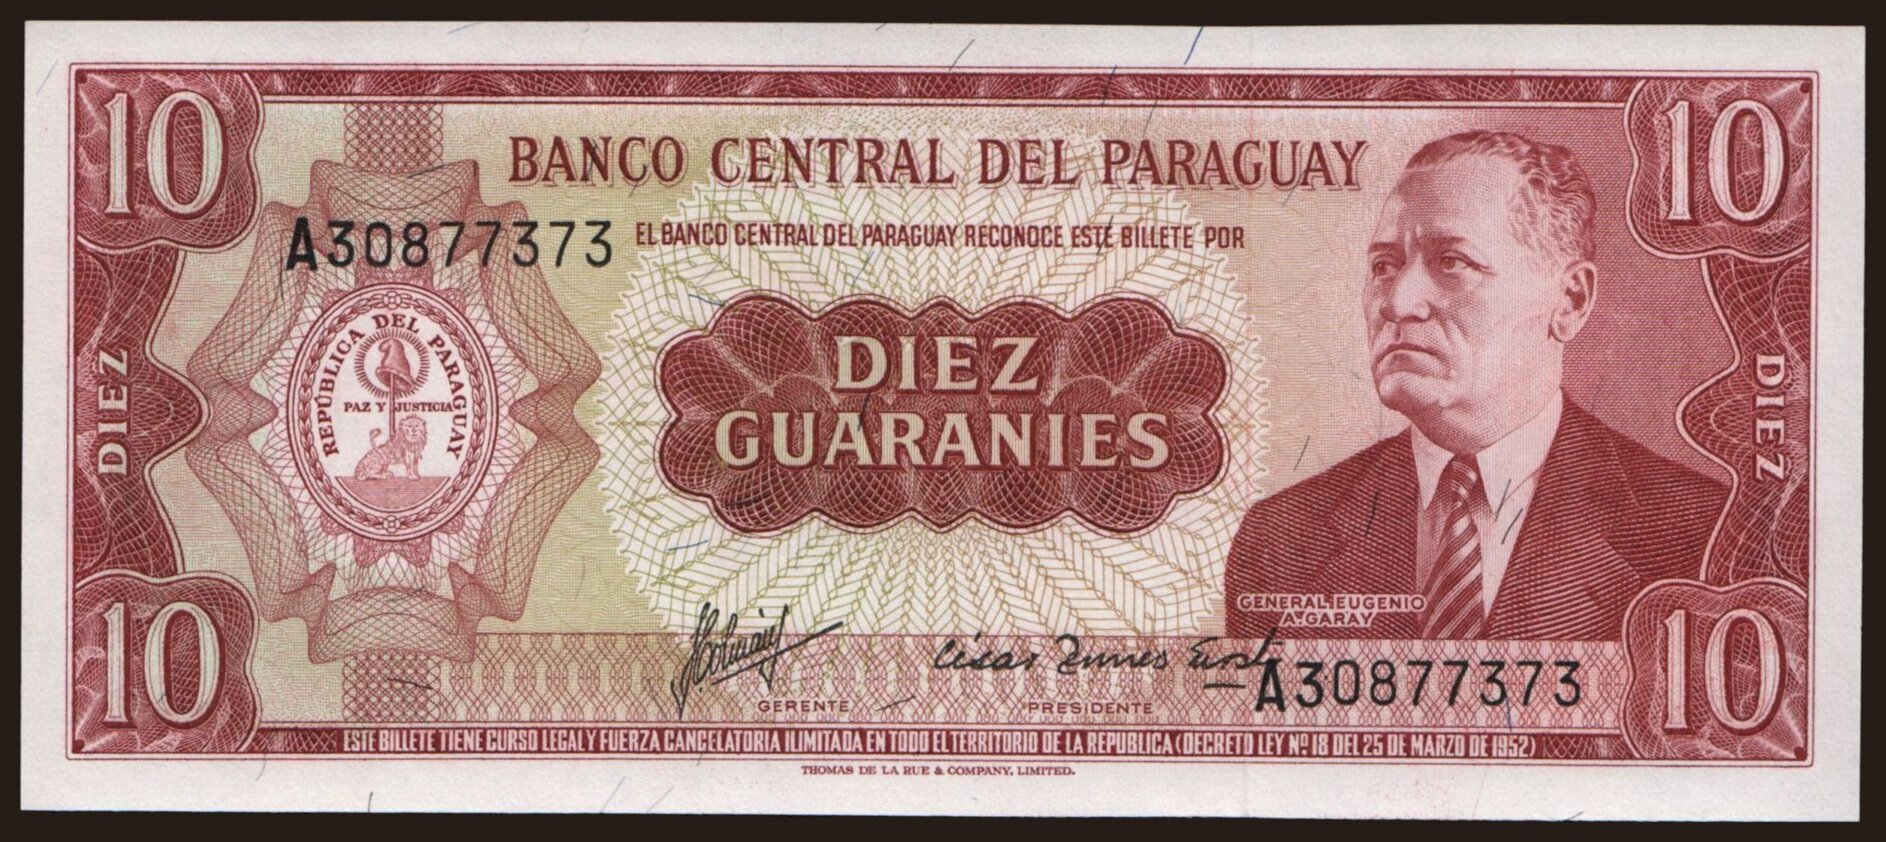 10
10
BANCO CENTRAL DEL PARAGUAY
A30877373
EL BANCO CENTRAL DEL PARAGUAY RECONOCE ESTE BILLETE POR
DIEZ
REPUBLICA DEL PARAGUAY
PAZ Y JUSTICIA
DIEZ
GUARANIES
DIEZ
GENERAL EUGENIO
A. GARAY
10
GERENTE
PRESIDENTE
A30877373
10
ESTE BILLETE TIENE CURSO LEGAL Y FUERZA CANCELATORIA ILIMITADA EN TODO EL TERRITORIO DE LA REPUBLICA (DECRETO LEY Nº 18 DEL 25 DE MARZO DE 1952)
THOMAS DE LA RUE & COMPANY, LIMITED.